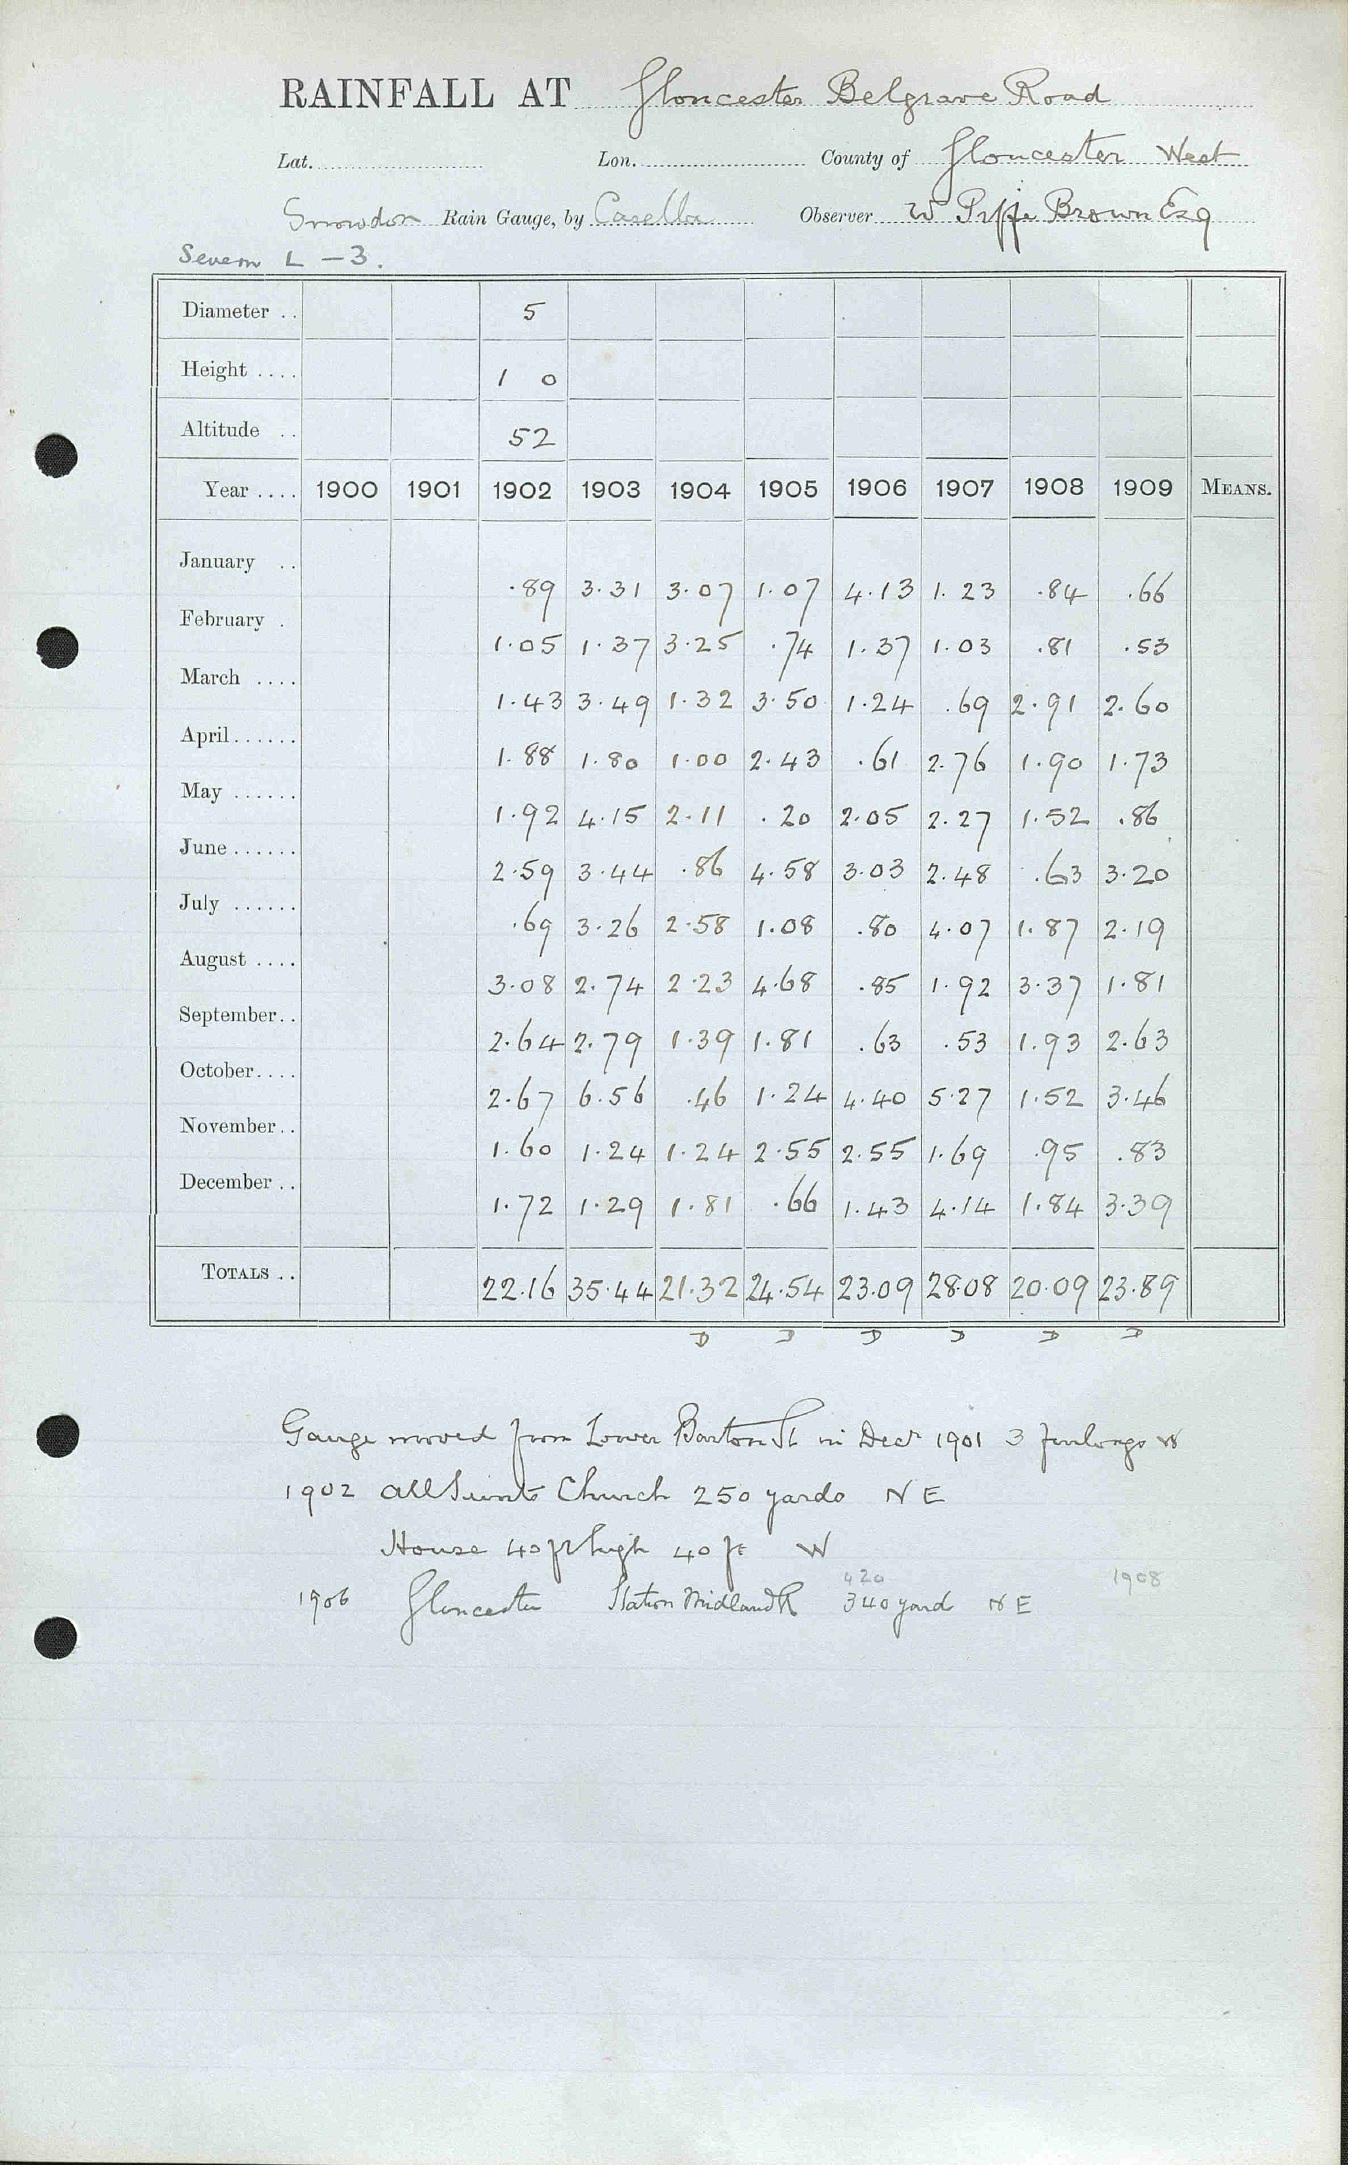 RAINFALL AT Gloucester Belgrave Road
Lat. Lon. County of Gloucester West
Snowdon Rain Gauge, by Casella Observer W Brown Esq
Severn L - 3.
Diameter .. 5
Height .... 1 0
Altitude .. 52
Year .... 1900 1901 1902 1903 1904 1905 1906 1907 1908 1909 MEANS.
January .. .89 3.31 3.07 1.07 4.13 1.23 .84 .66
February . 1.05 1.37 3.25 .74 1.37 1.03 .81 .53
March .... 1.43 3.49 1.32 3.50 1.24 .69 2.91 2.60
April ...... 1.88 1.80 1.00 2.43 .61 2.76 1.90 1.73
May ...... 1.92 4.15 2.11 .20 2.05 2.27 1.52 .86
June ...... 2.59 3.44 .86 4.58 3.03 2.48 .63 3.20
July ...... .69 3.26 2.58 1.08 .80 4.07 1.87 2.19
August .... 3.08 2.74 2.23 4.68 .85 1.92 3.37 1.81
September .. 2.64 2.79 1.39 1.81 .63 .53 1.93 2.63
October .... 2.67 6.56 .46 1.24 4.40 5.27 1.52 3.46
November .. 1.60 1.24 1.24 2.55 2.55 1.69 .95 .83
December .. 1.72 1.29 1.81 .66 1.43 4.14 1.84 3.39
TOTALS .. 22.16 35.44 21.32 24.54 23.09 28.08 20.09 23.89
D D D D D D
Gauge moved from Lower Barton St in Decr 1901 3 furlongs W
1902 All Saints Church 250 yards NE
House 40 ft high 40 ft W
420 1908
1906 Gloucester Station Midland R 340 yard NE